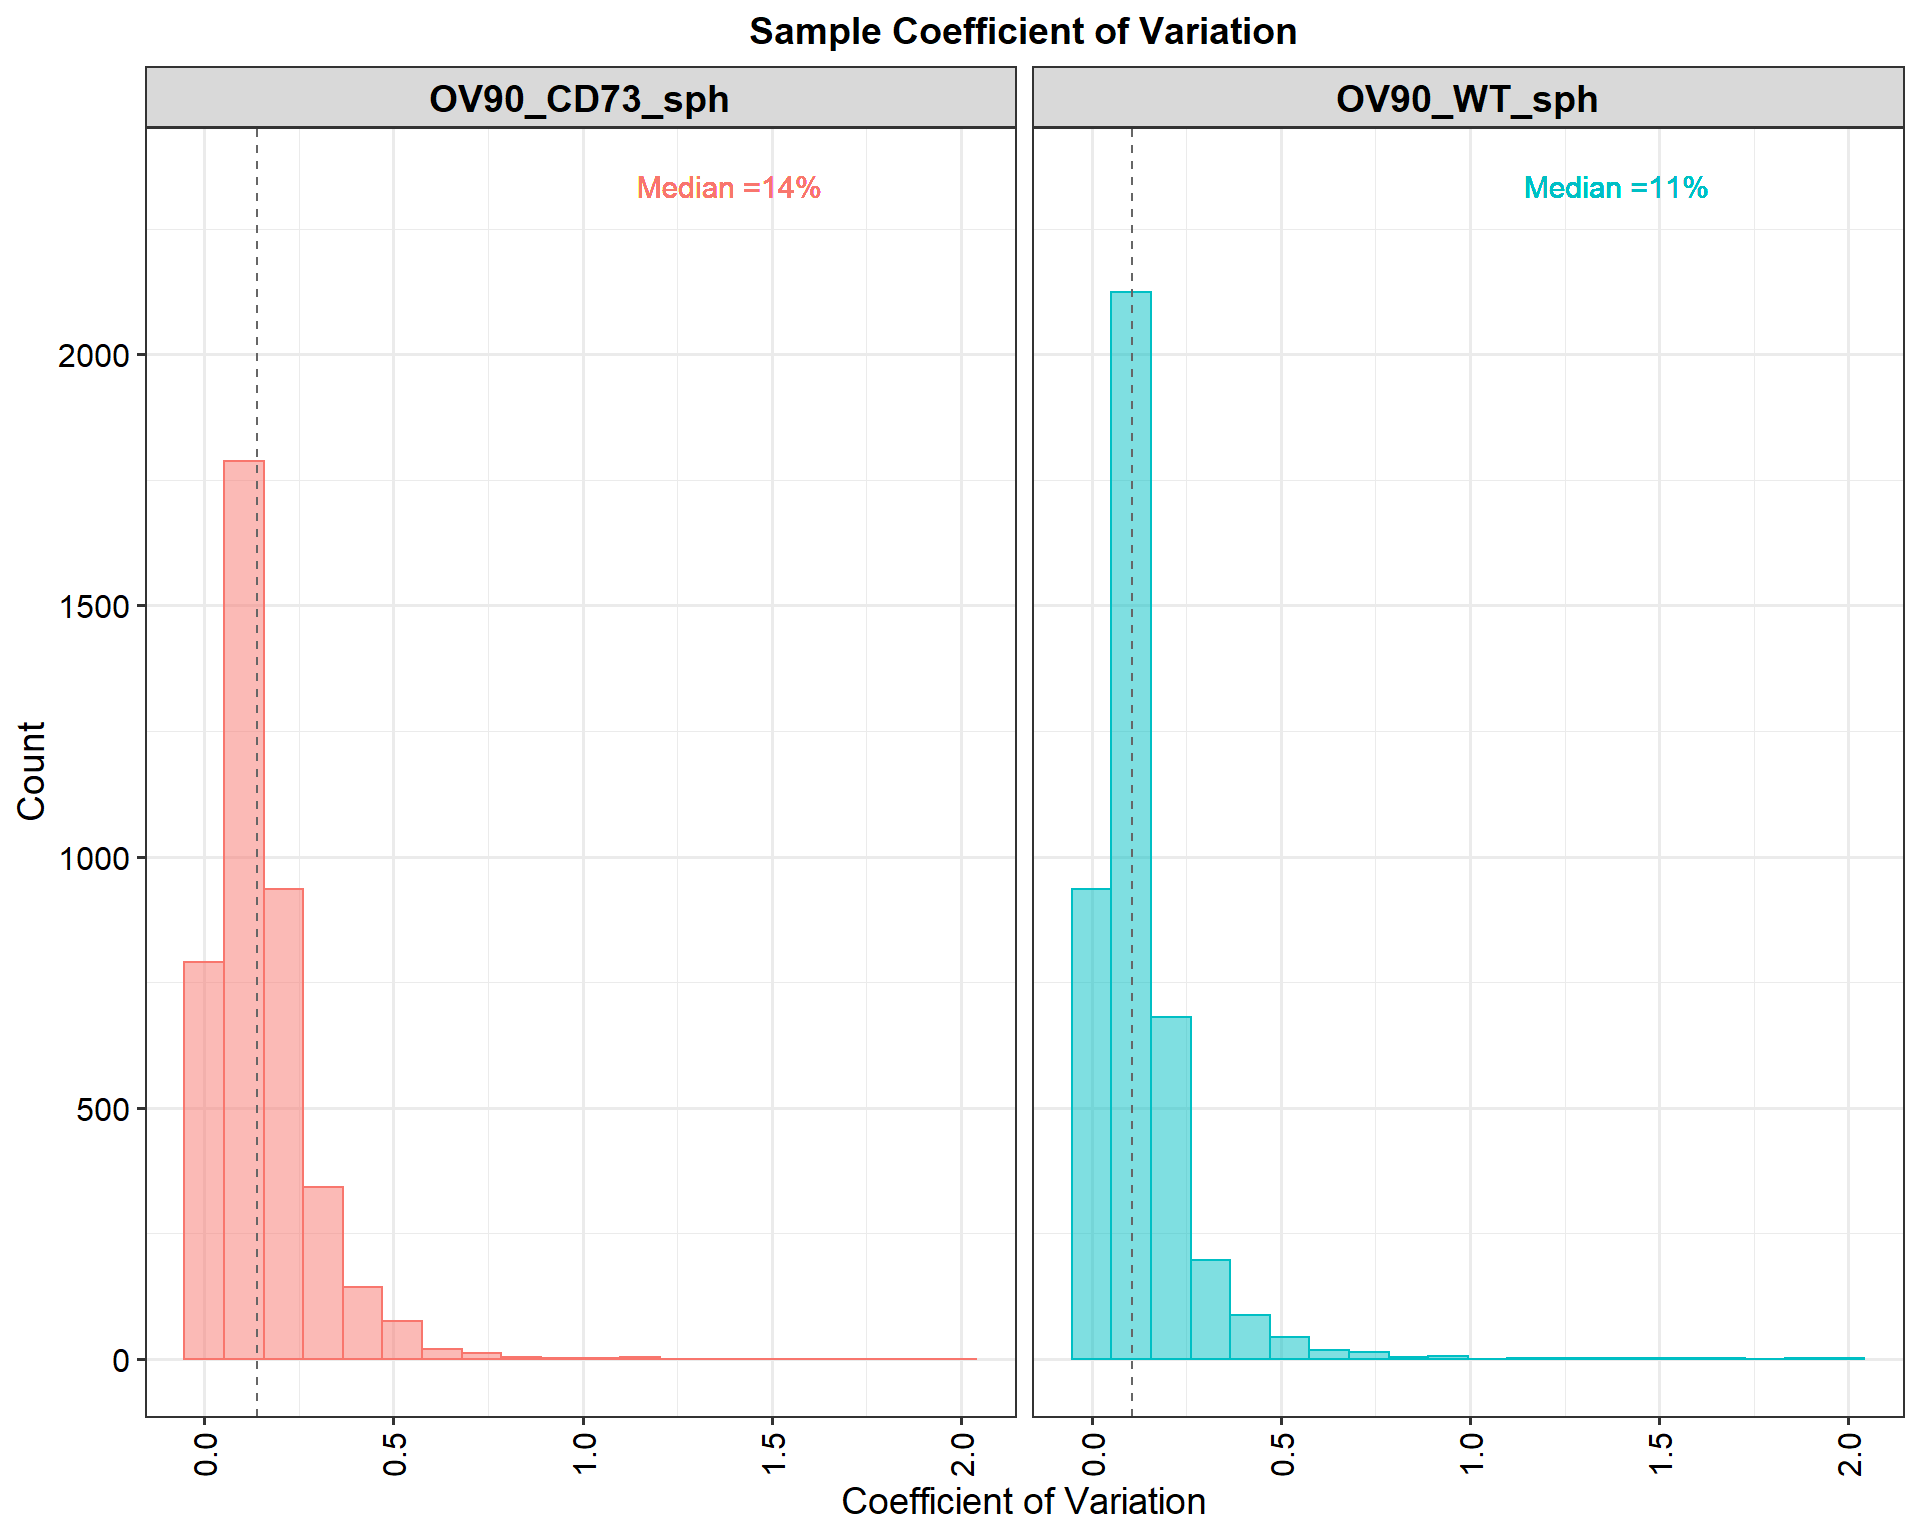 Sample Coefficient of Variation
OV90_CD73_sph
OV90_WT_sph
Median =14%
Median =11%
Count
2000
1500
1000
500
0
0.0
0.5
1.0
1.5
2.0
0.0
0.5
1.0
1.5
2.0
Coefficient of Variation